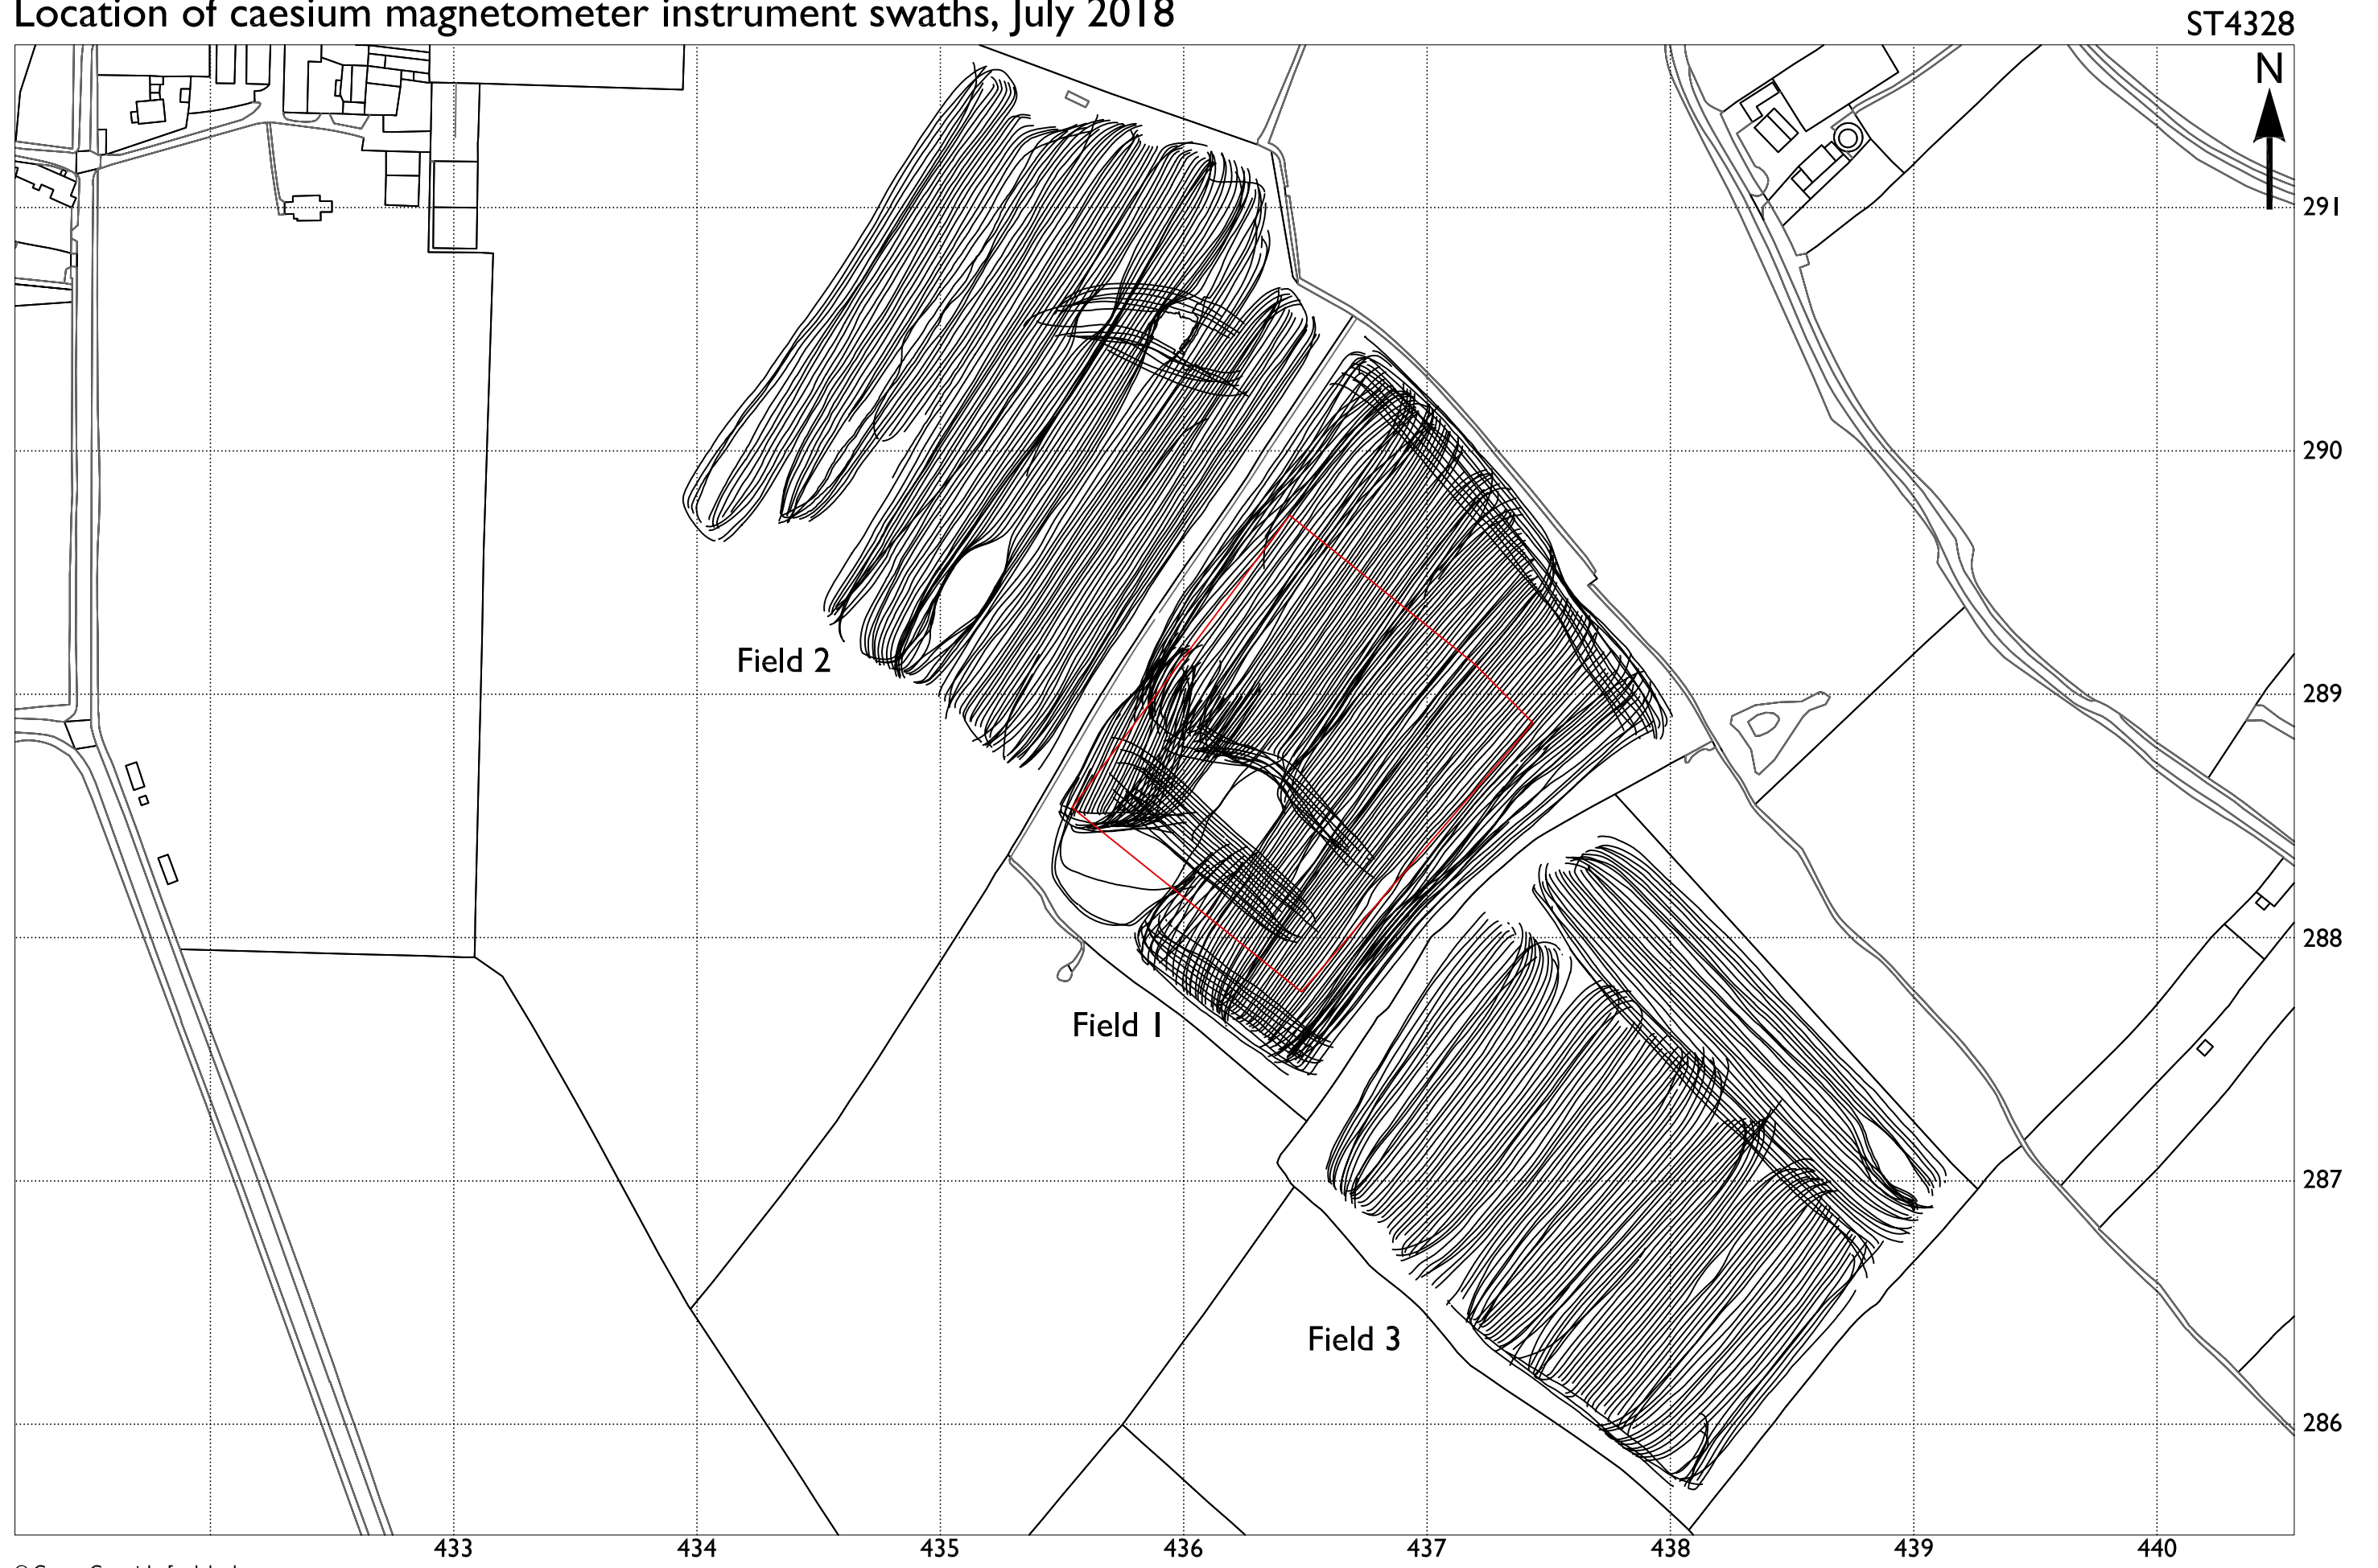 Location of caesium magnetometer instrument swaths, July 2018
ST4328
N
291
290
289
Field 2
288
Field 1
287
Field 3
286
433 434 435 436 437 438 439 440